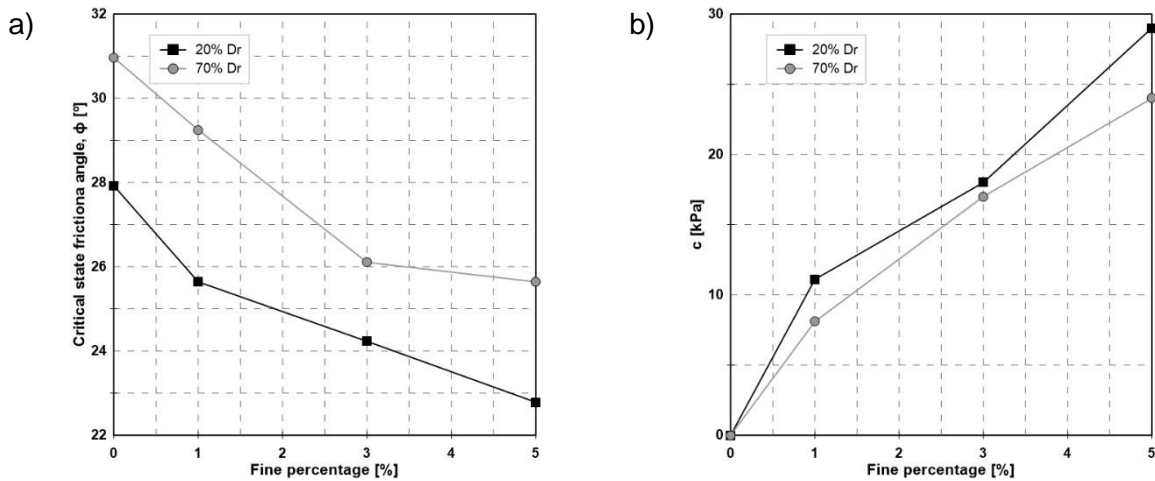 a)
20% Dr
70% Dr
Critical state frictiona angle, ϕ [º]
32
30
28
26
24
22
0 1 2 3 4 5
Fine percentage [%]
b)
20% Dr
70% Dr
c [kPa]
30
20
10
0
0 1 2 3 4 5
Fine percentage [%]